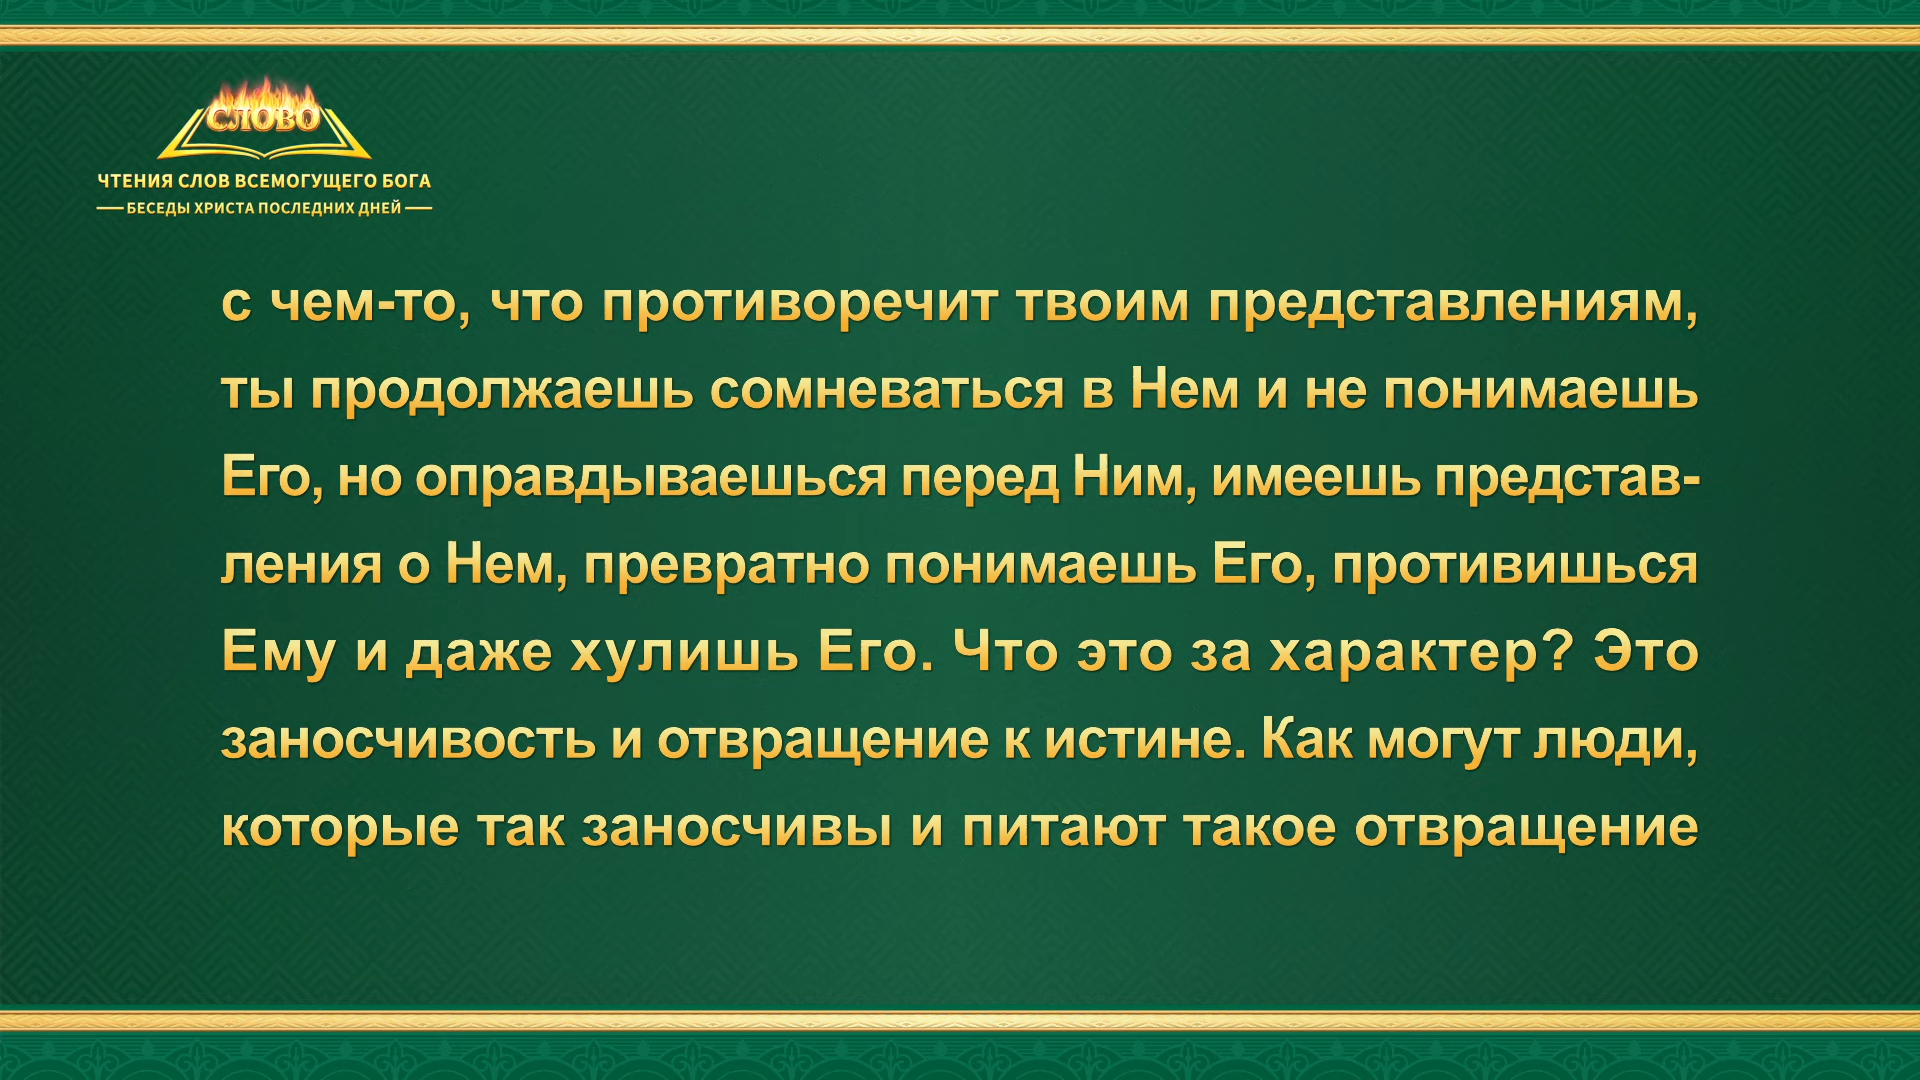 СЛОВО
ЧТЕНИЯ СЛОВ ВСЕМОГУЩЕГО БОГА
БЕСЕДЫ ХРИСТА ПОСЛЕДНИХ ДНЕЙ
с чем-то, что противоречит твоим представлениям,
ты продолжаешь сомневаться в Нем и не понимаешь
Его, но оправдываешься перед Ним, имеешь представ-
ления о Нем, превратно понимаешь Его, противишься
Ему и даже хулишь Его. Что это за характер? Это
заносчивость и отвращение к истине. Как могут люди,
которые так заносчивы и питают такое отвращение